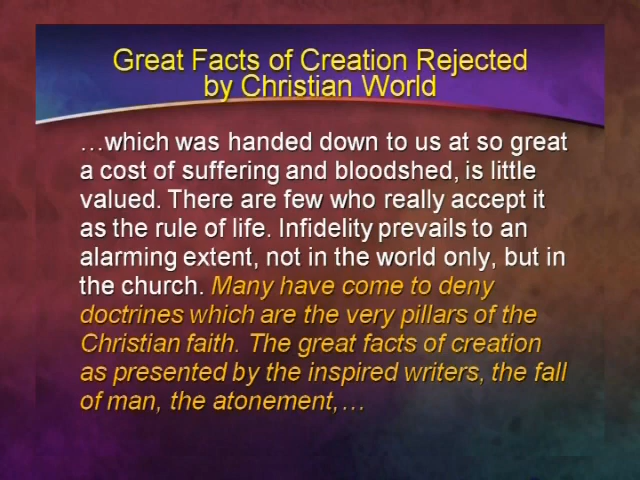 Great Facts of Creation Rejected
by Christian World
…which was handed down to us at so great
a cost of suffering and bloodshed, is little
valued. There are few who really accept it
as the rule of life. Infidelity prevails to an
alarming extent, not in the world only, but in
the church. Many have come to deny
doctrines which are the very pillars of the
Christian faith. The great facts of creation
as presented by the inspired writers, the fall
of man, the atonement,…